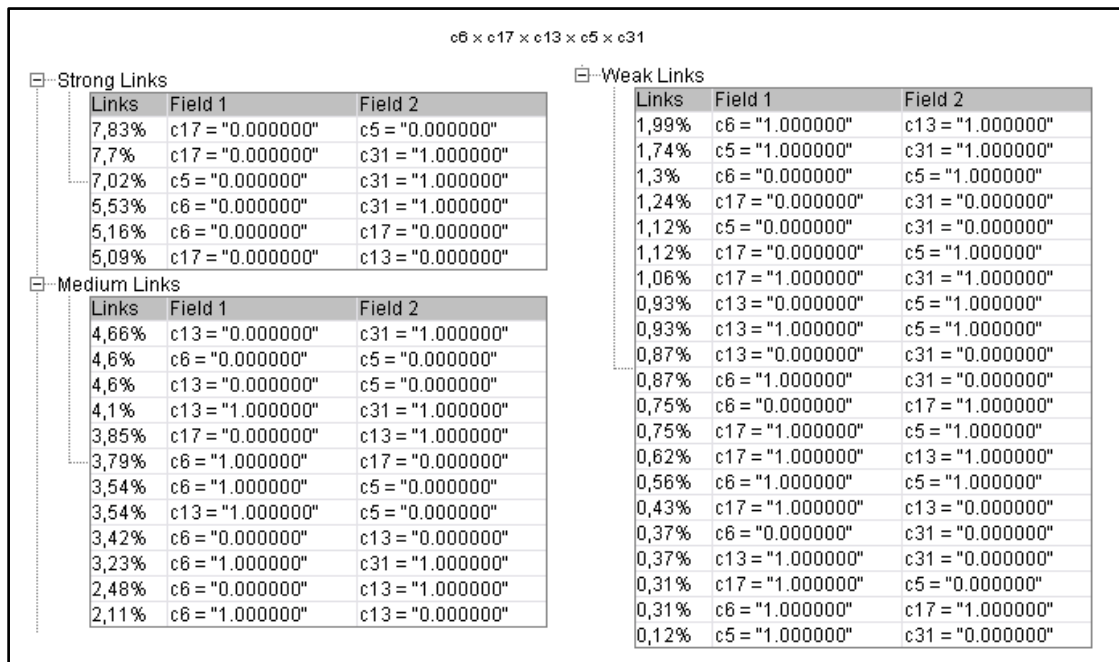 c6 x c17 x c13 x c5 x c31
Strong Links
Links Field 1 Field 2
7,83% c17 = "0.000000" c5 = "0.000000"
7,7% c17 = "0.000000" c31 = "1.000000"
7,02% c5 = "0.000000" c31 = "1.000000"
5,53% c6 = "0.000000" c31 = "1.000000"
5,16% c6 = "0.000000" c17 = "0.000000"
5,09% c17 = "0.000000" c13 = "0.000000"
Medium Links
Links Field 1 Field 2
4,66% c13 = "0.000000" c31 = "1.000000"
4,6% c6 = "0.000000" c5 = "0.000000"
4,6% c13 = "0.000000" c5 = "0.000000"
4,1% c13 = "1.000000" c31 = "1.000000"
3,85% c17 = "0.000000" c13 = "1.000000"
3,79% c6 = "1.000000" c17 = "0.000000"
3,54% c6 = "1.000000" c5 = "0.000000"
3,54% c13 = "1.000000" c5 = "0.000000"
3,42% c6 = "0.000000" c13 = "0.000000"
3,23% c6 = "1.000000" c31 = "1.000000"
2,48% c6 = "0.000000" c13 = "1.000000"
2,11% c6 = "1.000000" c13 = "0.000000"
Weak Links
Links Field 1 Field 2
1,99% c6 = "1.000000" c13 = "1.000000"
1,74% c5 = "1.000000" c31 = "1.000000"
1,3% c6 = "0.000000" c5 = "1.000000"
1,24% c17 = "0.000000" c31 = "0.000000"
1,12% c5 = "0.000000" c31 = "0.000000"
1,12% c17 = "0.000000" c5 = "1.000000"
1,06% c17 = "1.000000" c31 = "1.000000"
0,93% c13 = "0.000000" c5 = "1.000000"
0,93% c13 = "1.000000" c5 = "1.000000"
0,87% c13 = "0.000000" c31 = "0.000000"
0,87% c6 = "1.000000" c31 = "0.000000"
0,75% c6 = "0.000000" c17 = "1.000000"
0,75% c17 = "1.000000" c5 = "1.000000"
0,62% c17 = "1.000000" c13 = "1.000000"
0,56% c6 = "1.000000" c5 = "1.000000"
0,43% c17 = "1.000000" c13 = "0.000000"
0,37% c6 = "0.000000" c31 = "0.000000"
0,37% c13 = "1.000000" c31 = "0.000000"
0,31% c17 = "1.000000" c5 = "0.000000"
0,31% c6 = "1.000000" c17 = "1.000000"
0,12% c5 = "1.000000" c31 = "0.000000"